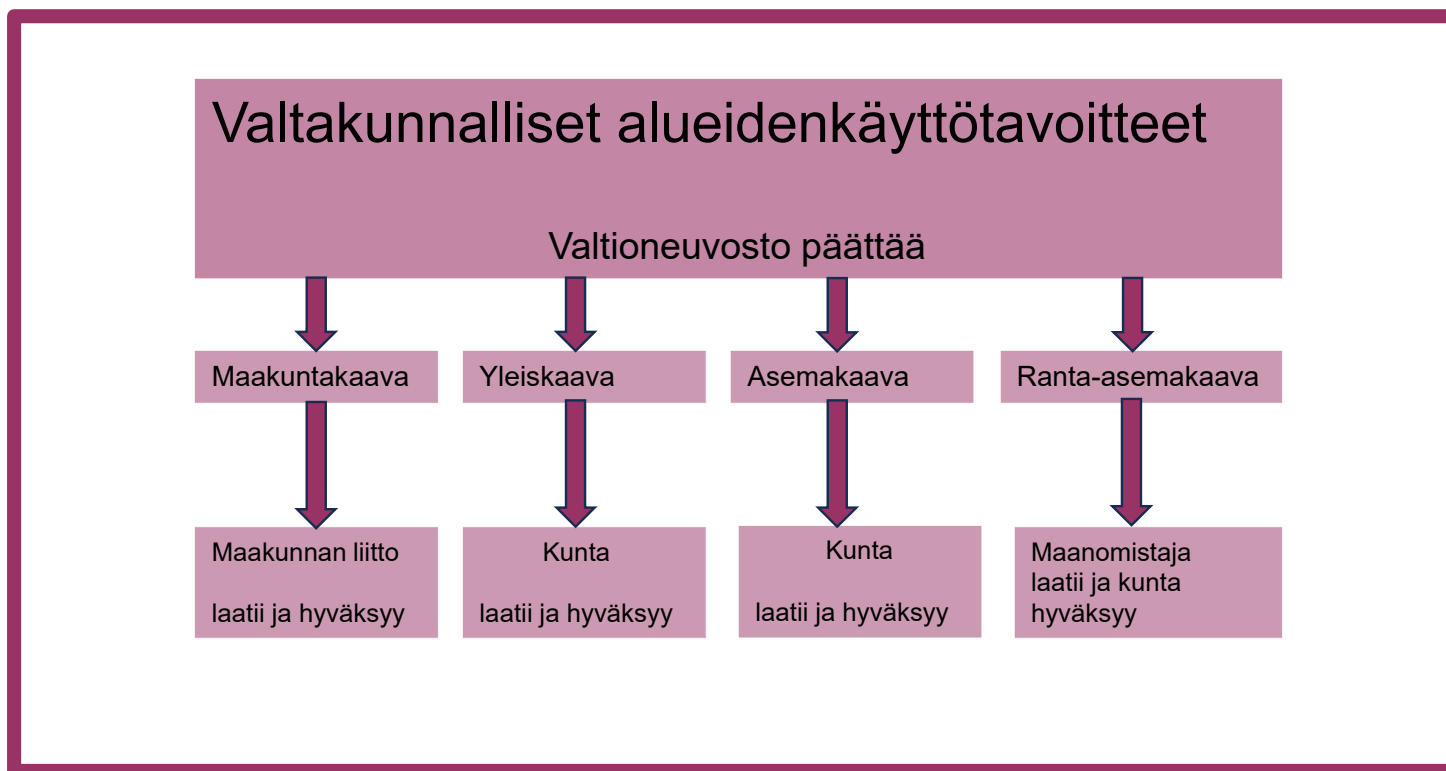 Valtakunnalliset alueidenkäyttötavoitteet
Valtioneuvosto päättää
Maakuntakaava
Yleiskaava
Asemakaava
Ranta-asemakaava
Maakunnan liitto
laatii ja hyväksyy
Kunta
laatii ja hyväksyy
Kunta
laatii ja hyväksyy
Maanomistaja
laatii ja kunta
hyväksyy